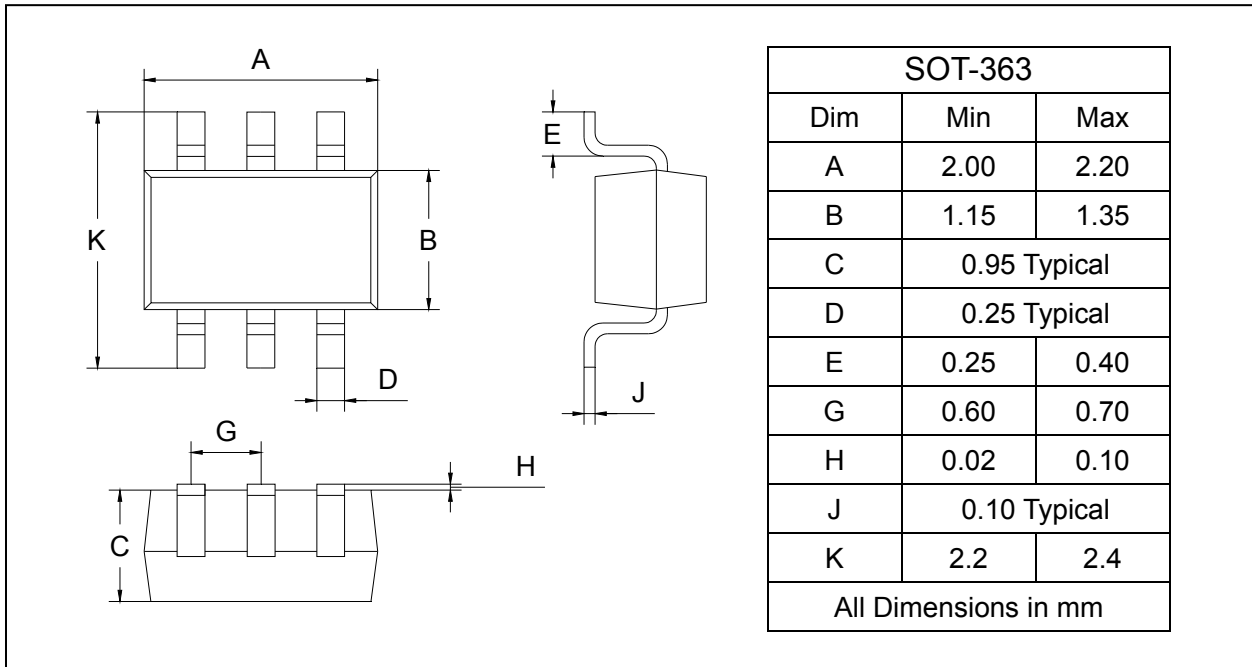 A
K
B
D
E
J
G
H
C
SOT-363
Dim Min Max
A 2.00 2.20
B 1.15 1.35
C 0.95 Typical
D 0.25 Typical
E 0.25 0.40
G 0.60 0.70
H 0.02 0.10
J 0.10 Typical
K 2.2 2.4
All Dimensions in mm